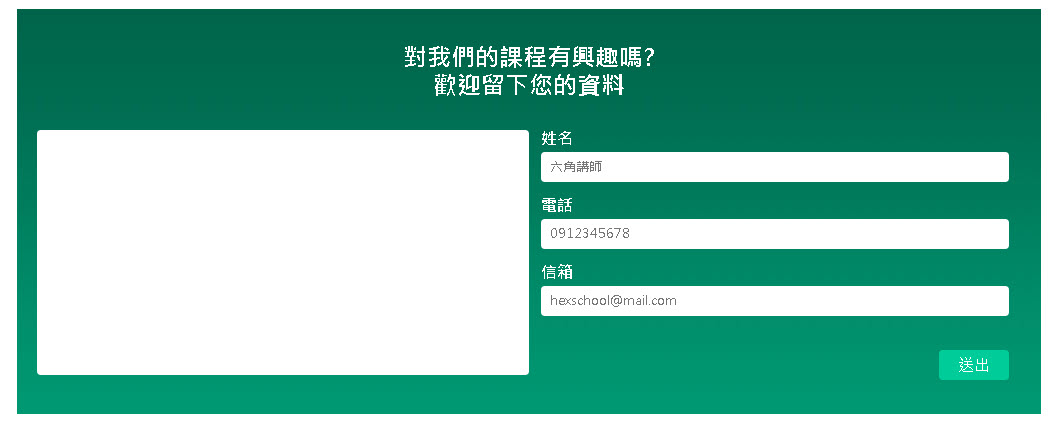 對我們的課程有興趣嗎?
歡迎留下您的資料
姓名
六角講師
電話
0912345678
信箱
hexschool@mail.com
送出